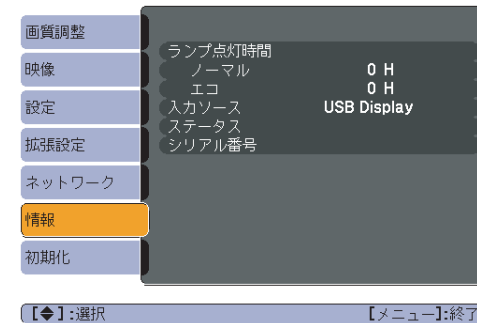 画質調整
映像
設定
拡張設定
ネットワーク
情報
初期化
ランプ点灯時間
ノーマル 0 H
エコ 0 H
入力ソース USB Display
ステータス
シリアル番号
【◆】:選択 【メニュー】:終了